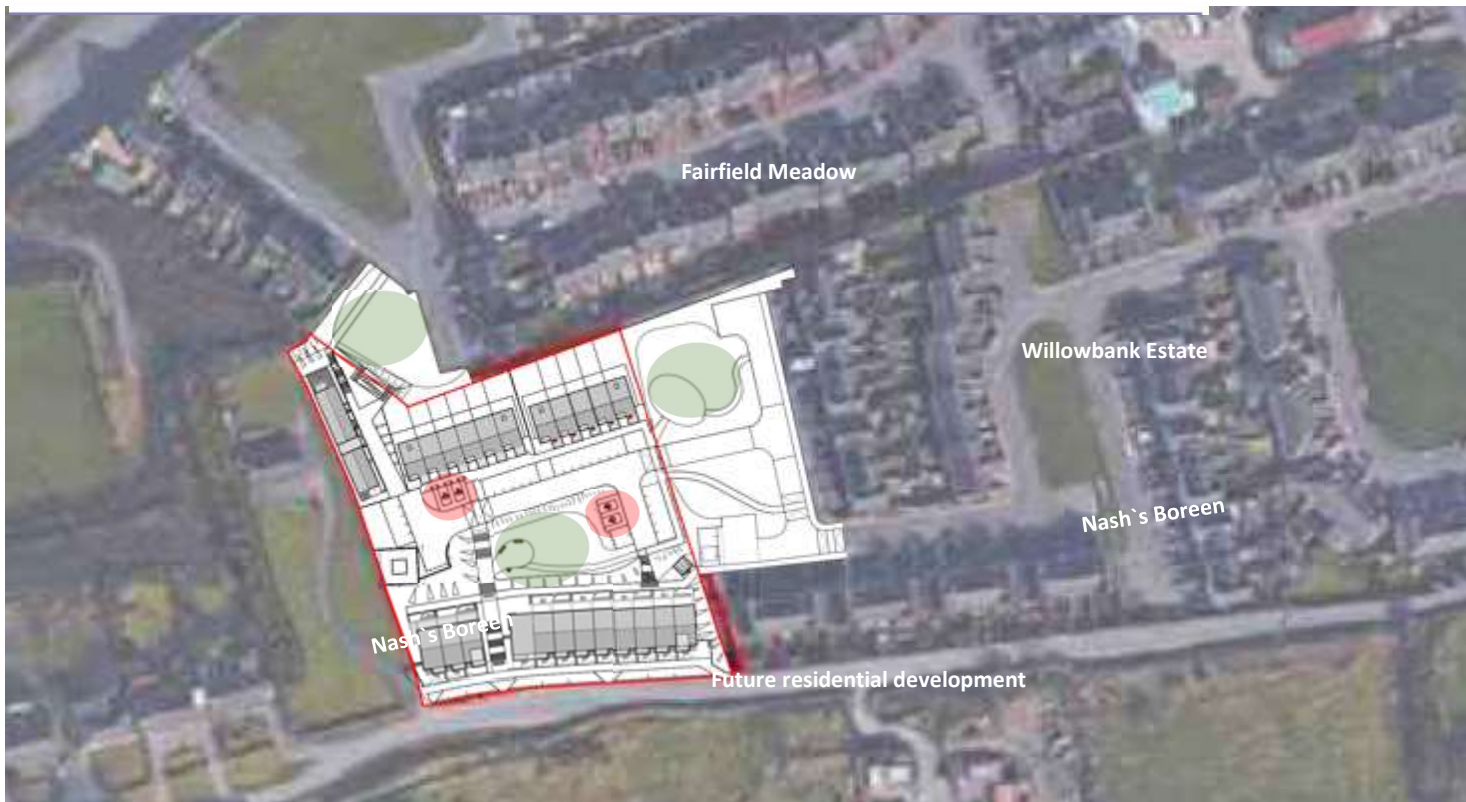 Fairfield Meadow
Willowbank Estate
Nash`s Boreen
Nash`s Boreen
Future residential development